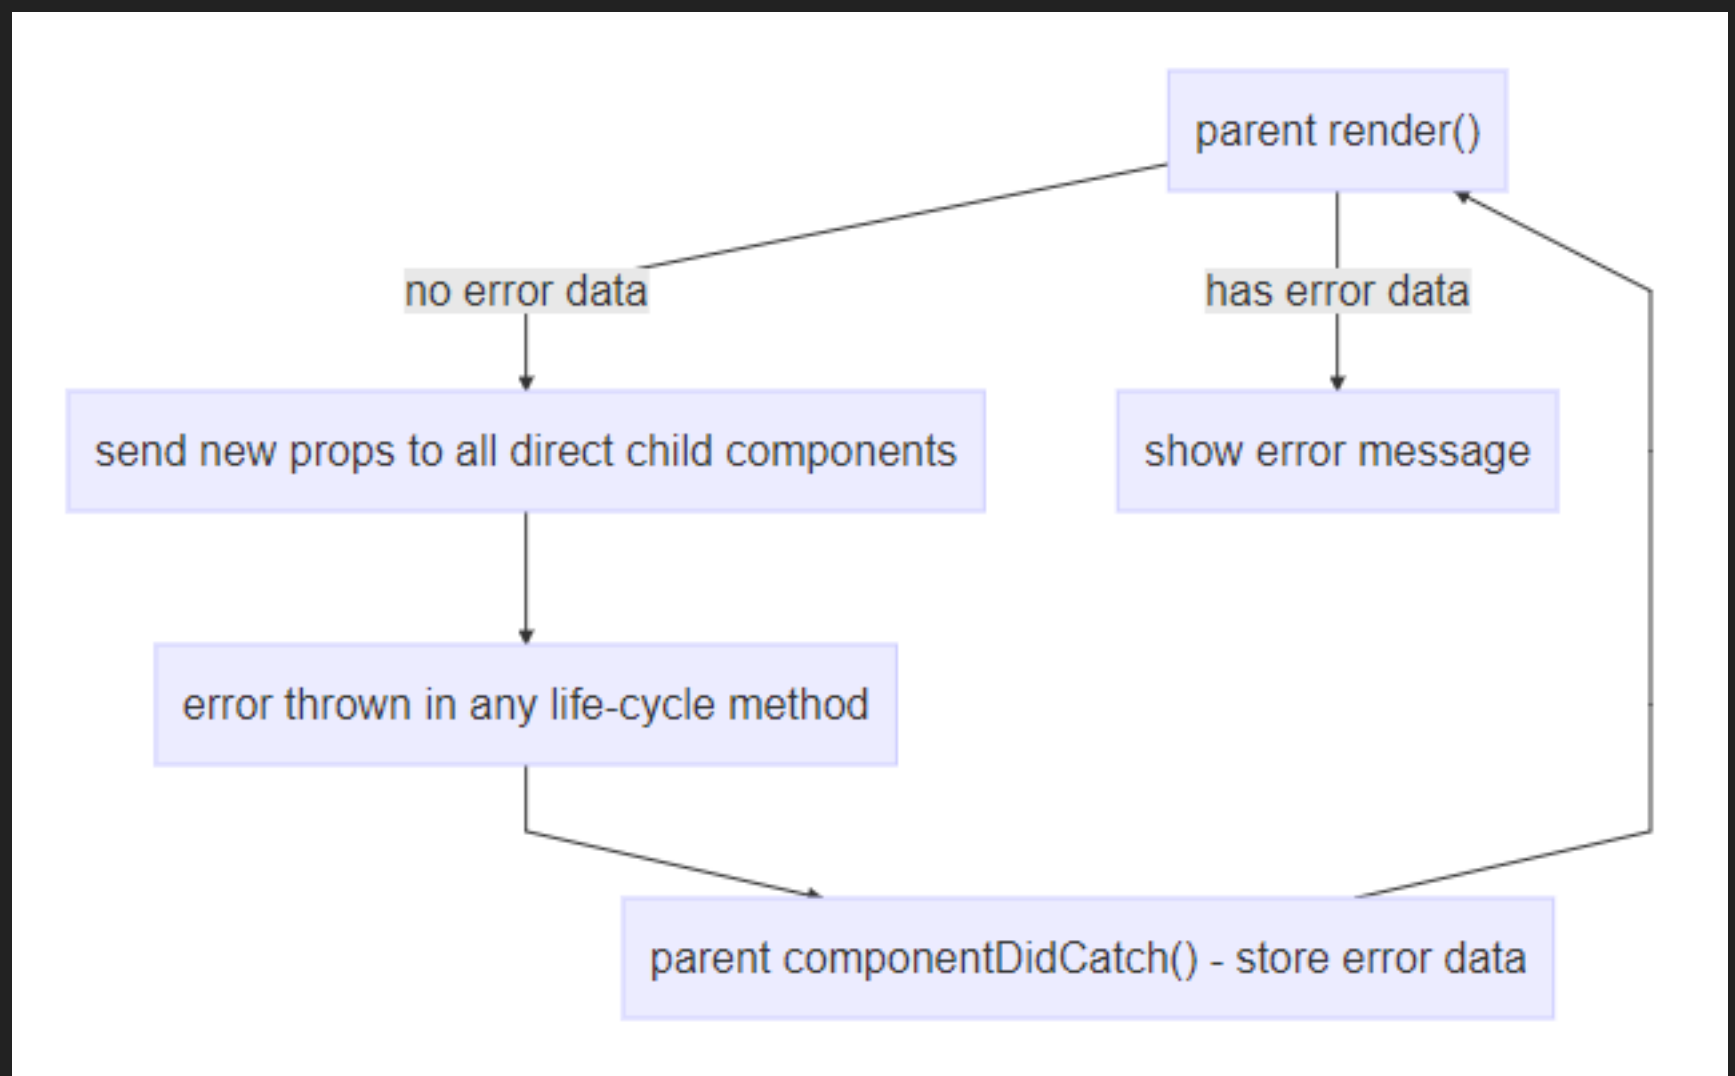 parent render()
no error data
has error data
send new props to all direct child components
show error message
error thrown in any life-cycle method
parent componentDidCatch() - store error data